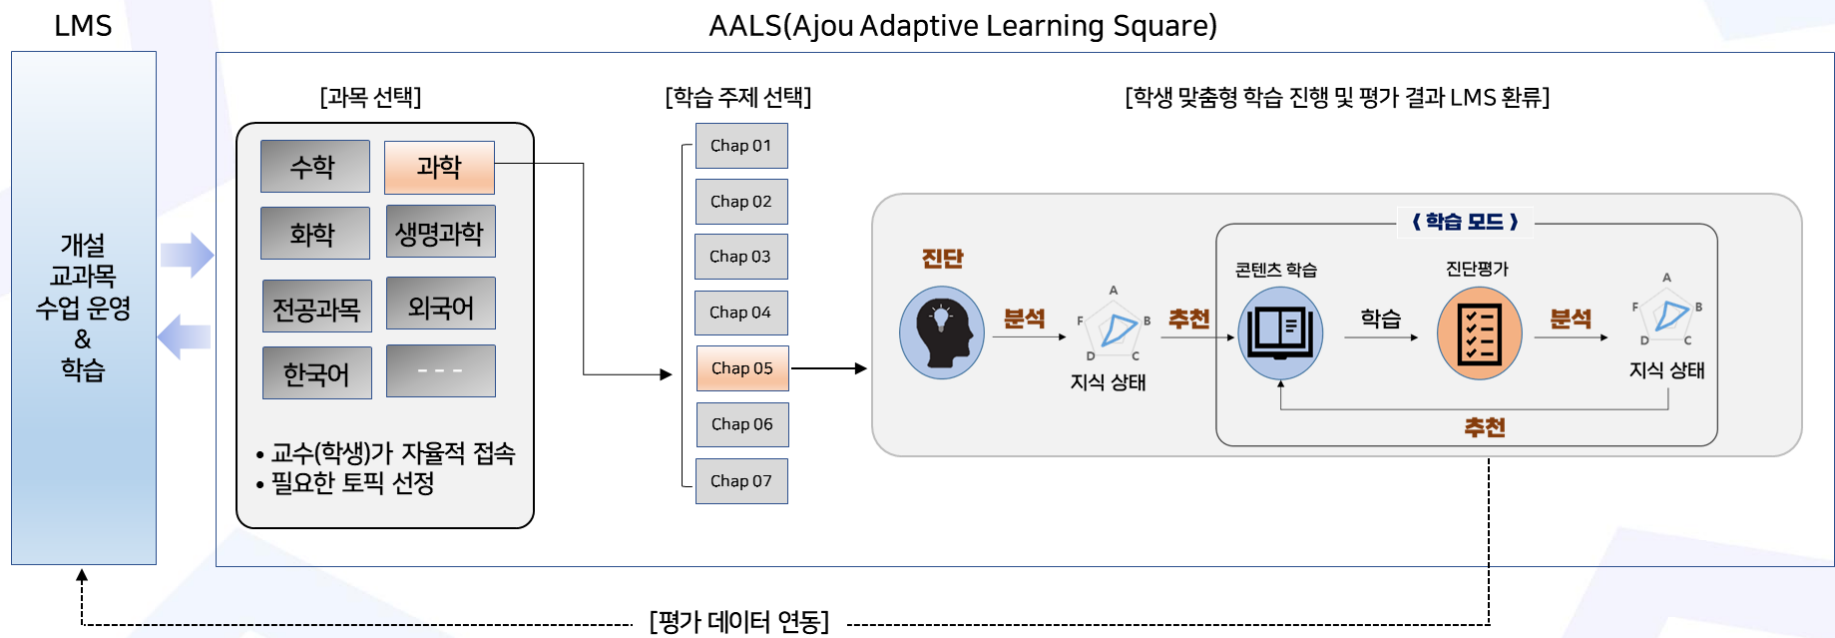 LMS
AALS(Ajou Adaptive Learning Square)
개설
교과목
수업 운영
&
학습
[과목 선택]
수학
과학
화학
생명과학
전공과목
외국어
한국어
- - -
• 교수(학생)가 자율적 접속
• 필요한 토픽 선정
[학습 주제 선택]
Chap 01
Chap 02
Chap 03
Chap 04
Chap 05
Chap 06
Chap 07
[학생 맞춤형 학습 진행 및 평가 결과 LMS 환류]
진단
분석
A
B
C
D
F
지식 상태
추천
⟨ 학습 모드 ⟩
콘텐츠 학습
학습
진단평가
분석
A
B
C
D
F
지식 상태
추천
[평가 데이터 연동]